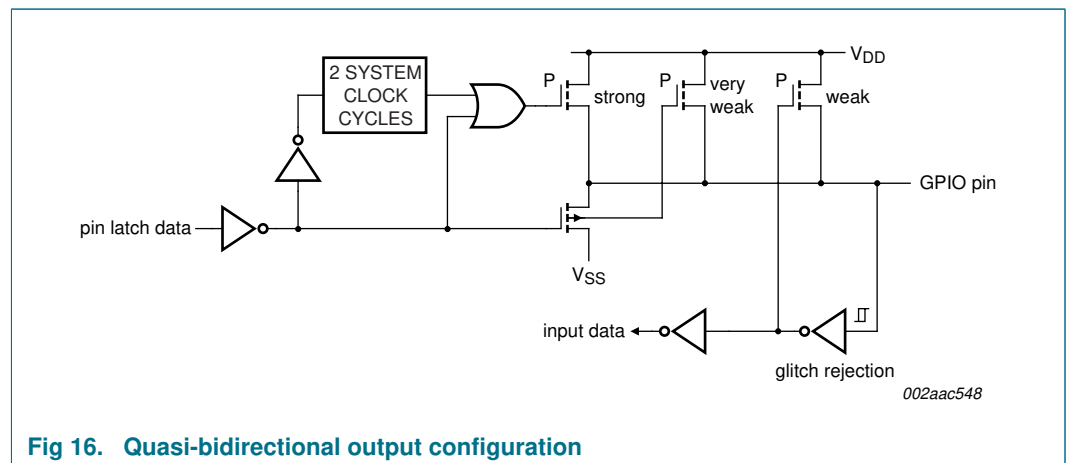 VDD
2 SYSTEM
CLOCK
CYCLES
P
strong
P
very
weak
P
weak
GPIO pin
pin latch data
VSS
input data
glitch rejection
002aac548
Fig 16. Quasi-bidirectional output configuration